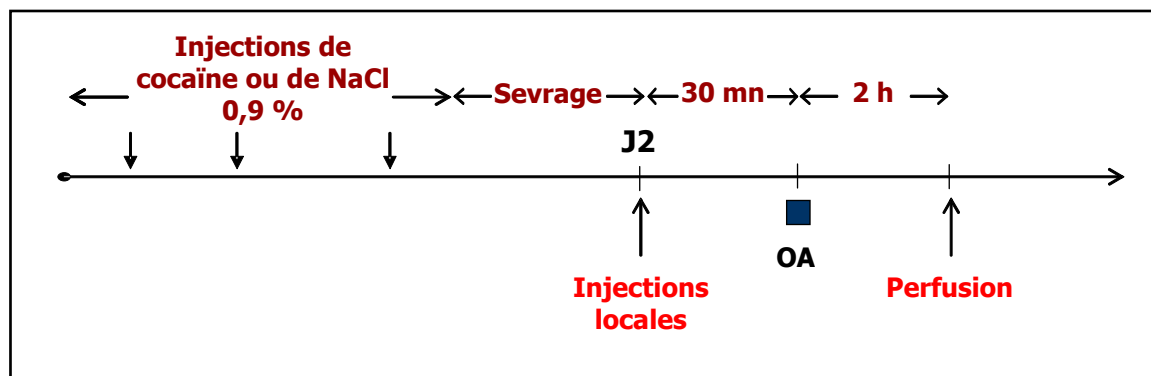 Injections de
cocaïne ou de NaCl
0,9 %
Sevrage
30 mn
2 h
J2
OA
Injections
locales
Perfusion